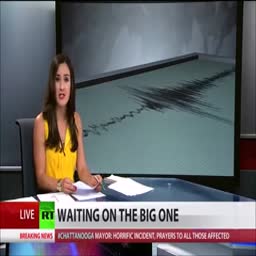 LIVE RT WAITING ON THE BIG ONE
BREAKING NEWS #CHATTANOOGA MAYOR: HORRIFIC INCIDENT, PRAYERS TO ALL THOSE AFFECTED